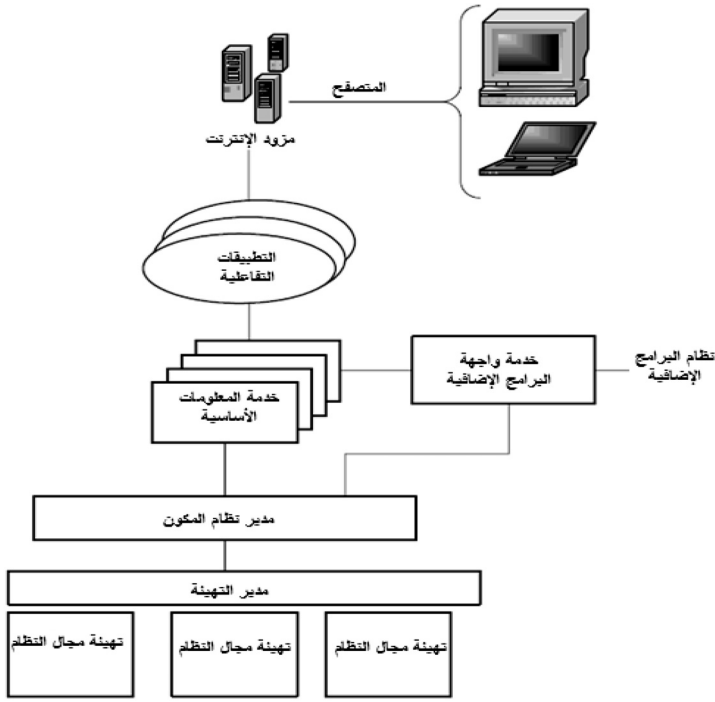 المتصفح
مزود الإنترنت
التطبيقات
التفاعلية
خدمة المعلومات
الأساسية
خدمة واجهة
البرامج الإضافية
نظام البرامج
الإضافية
مدير نظام المكون
مدير التهيئة
تهيئة مجال النظام
تهيئة مجال النظام
تهيئة مجال النظام